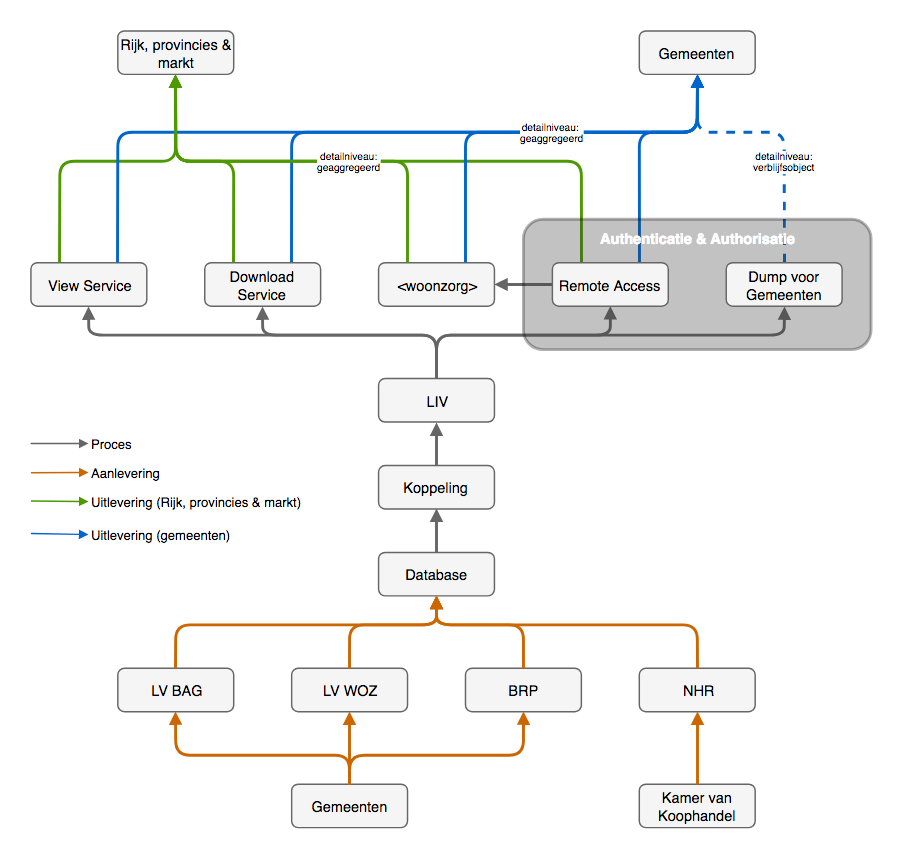 Rijk, provincies &
markt
Gemeenten
detailniveau:
geaggregeerd
detailniveau:
geaggregeerd
detailniveau:
verblijfsobject
Authenticatie & Authorisatie
View Service
Download
Service
<woonzorg>
Remote Access
Dump voor
Gemeenten
LIV
Proces
Aanlevering
Uitlevering (Rijk, provincies & markt)
Uitlevering (gemeenten)
Koppeling
Database
LV BAG
LV WOZ
BRP
NHR
Gemeenten
Kamer van
Koophandel